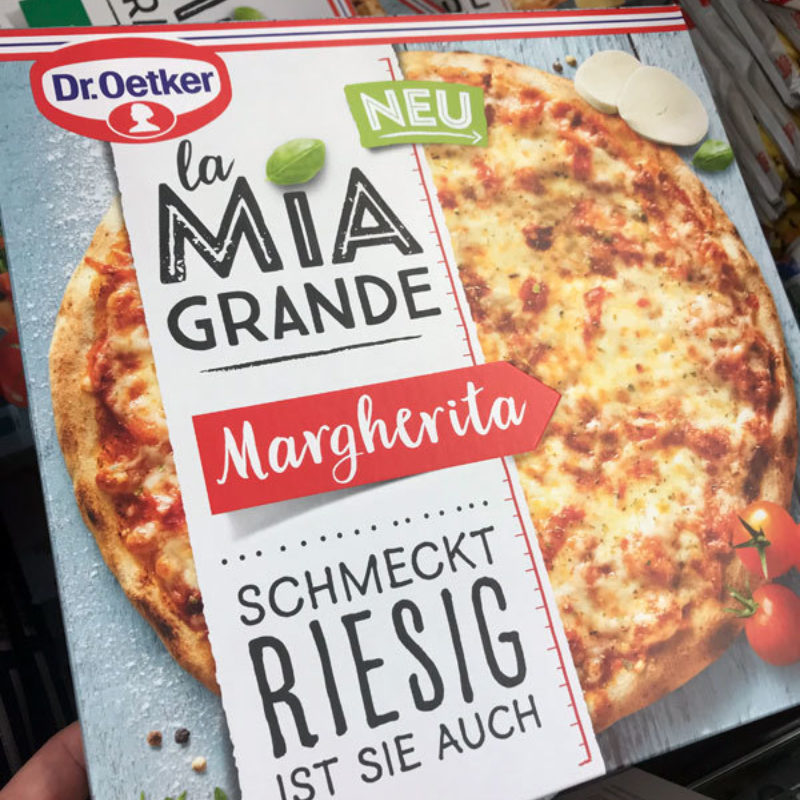 Dr.Oetker
NEU
la
MIA
GRANDE
Margherita
SCHMECKT
RIESIG
IST SIE AUCH